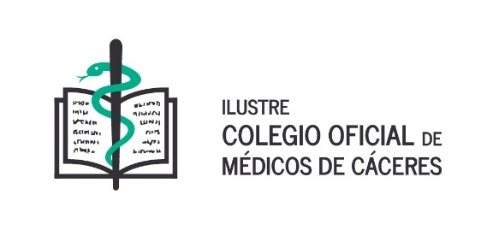 ILUSTRE
COLEGIO OFICIAL DE
MÉDICOS DE CÁCERES